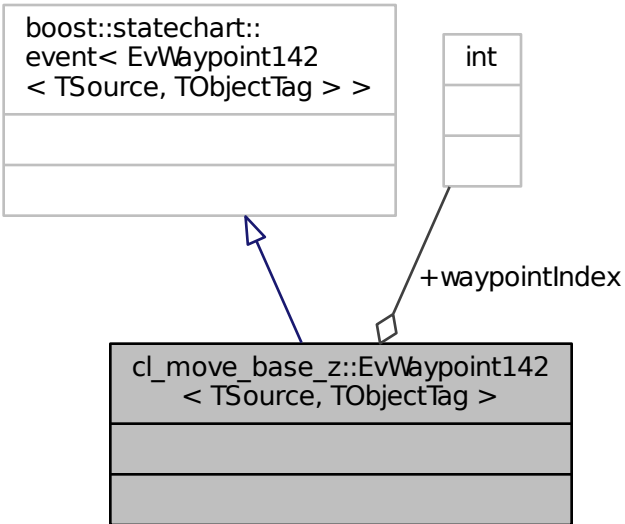 boost::statechart::
event< EvWaypoint142
< TSource, TObjectTag > >
int
+waypointIndex
cl_move_base_z::EvWaypoint142
< TSource, TObjectTag >